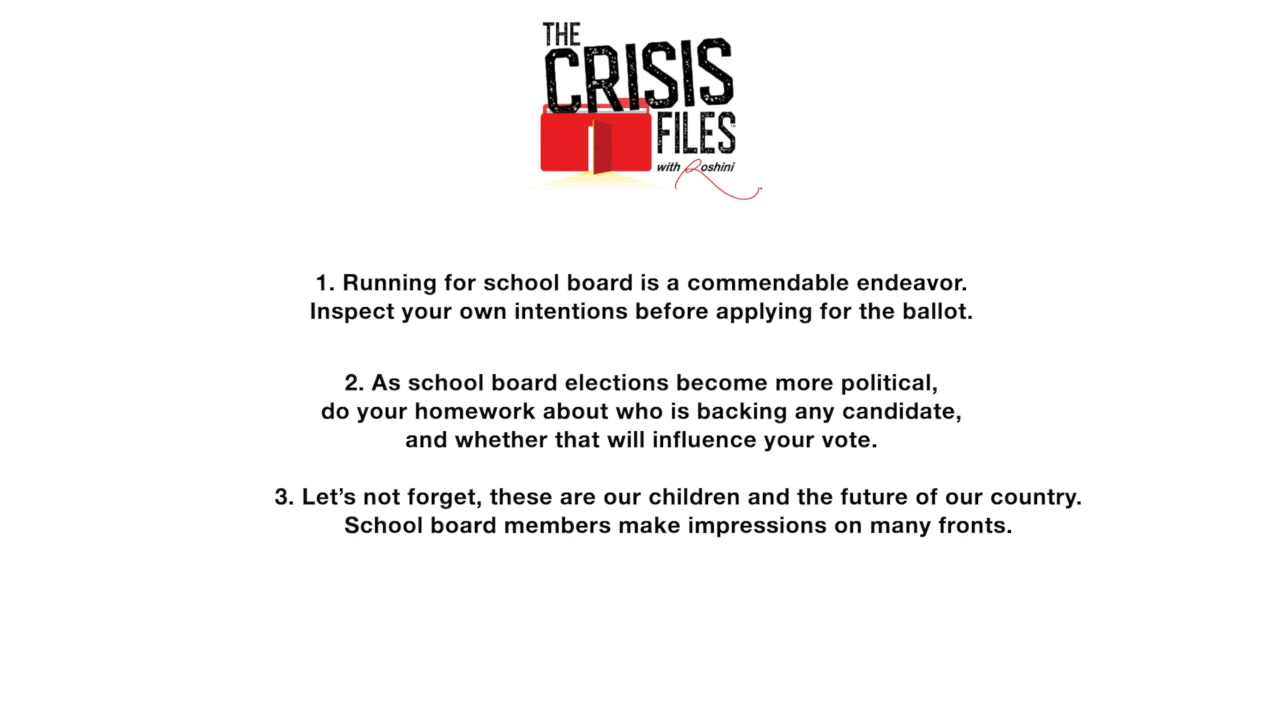 THE
CRISIS
FILES
with Roshini
1. Running for school board is a commendable endeavor.
Inspect your own intentions before applying for the ballot.
2. As school board elections become more political,
do your homework about who is backing any candidate,
and whether that will influence your vote.
3. Let’s not forget, these are our children and the future of our country.
School board members make impressions on many fronts.